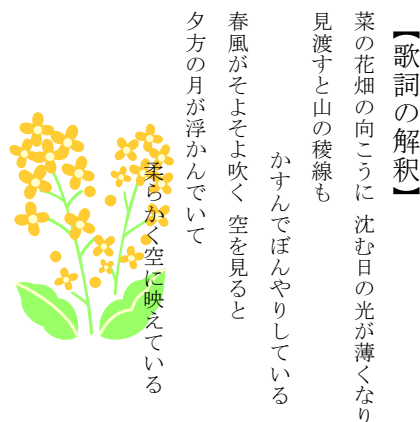 【歌詞の解釈】
菜の花畑の向こうに 沈む日の光が薄くなり
見渡すと山の稜線も
かすんでぼんやりしている
春風がそよそよ吹く 空を見ると
夕方の月が浮かんでいて
柔らかく空に映えている